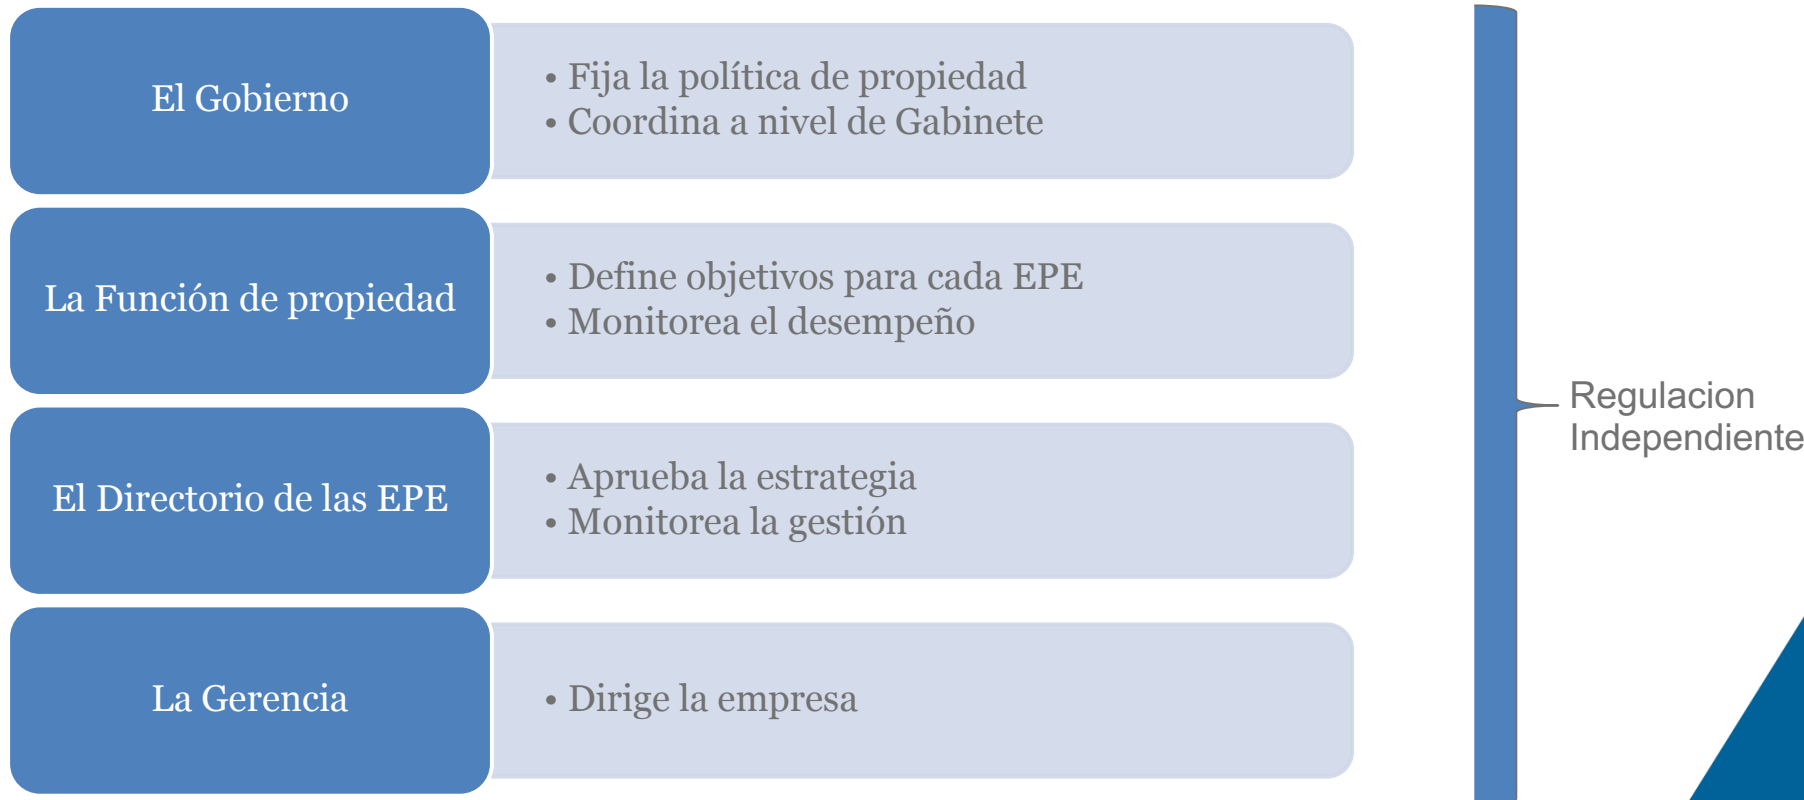 El Gobierno
• Fija la política de propiedad
• Coordina a nivel de Gabinete
La Función de propiedad
• Define objetivos para cada EPE
• Monitorea el desempeño
El Directorio de las EPE
• Aprueba la estrategia
• Monitorea la gestión
La Gerencia
• Dirige la empresa
Regulacion
Independiente